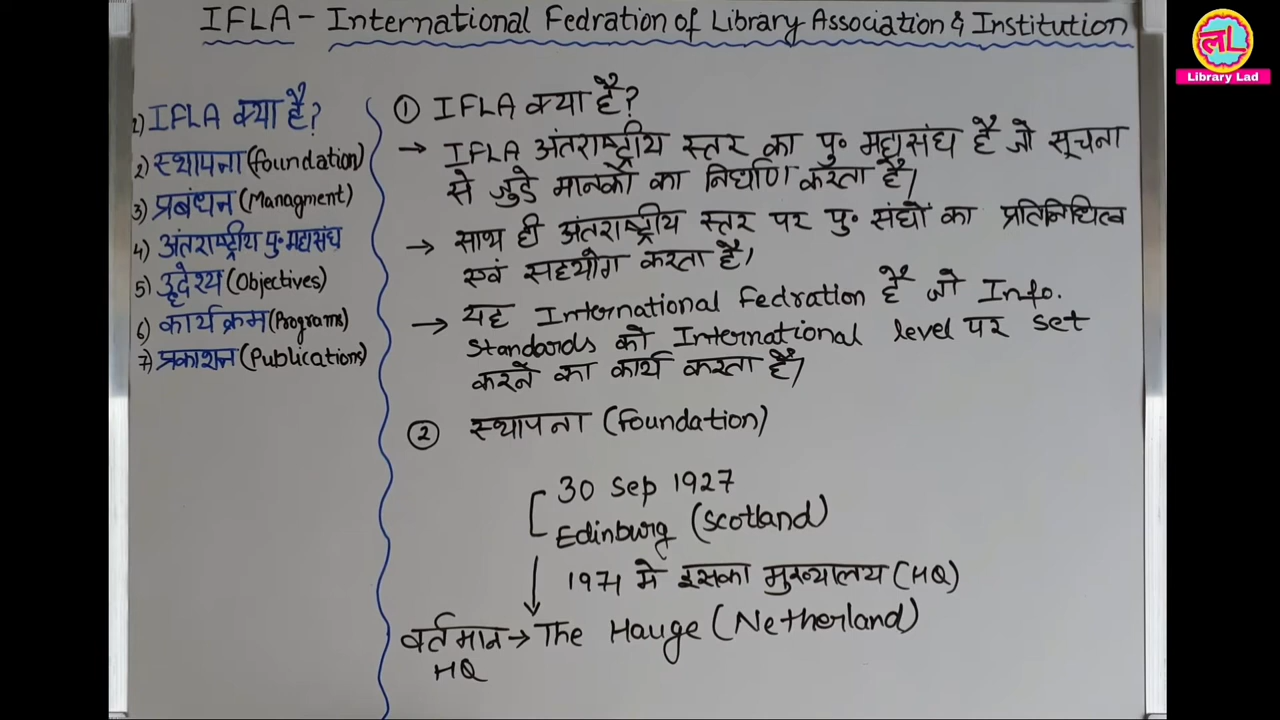 IFLA - International Fedration of Library Association & Institution
ला
Library Lad
1) IFLA क्या है?
2) स्थापना (foundation)
3) प्रबंधन (Managment)
4) अंतराष्ट्रीय पु॰ महासंघ
5) उद्देश्य (Objectives)
6) कार्यक्रम (Programs)
7) प्रकाशन (Publications)
① IFLA क्या है?
→ IFLA अंतराष्ट्रीय स्तर का पु॰ महासंघ है जो सूचना
से जुडे मानको का निर्धाण करता है।
→ साथ ही अंतराष्ट्रीय स्तर पर पु॰ संघों का प्रतिनिधित्व
एवं सहयोग करता है।
→ यह International Fedration है जो Info.
Standards को International level पर set
करने का कार्य करता है।
② स्थापना (foundation)
30 Sep 1927
Edinburg (Scotland)
1971 मे इसका मुख्यालय (HQ)
वर्तमान → The Hauge (Netherland)
HQ